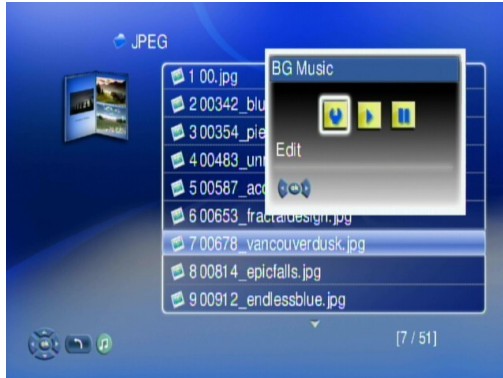 JPEG
1 00.jpg
2 00342_blu
3 00354_pie
4 00483_un
5 00587_acc
6 00653_fractaldesign.jpg
7 00678_vancouverdusk.jpg
8 00814_epicfalls.jpg
9 00912_endlessblue.jpg
BG Music
Edit
[7 / 51]